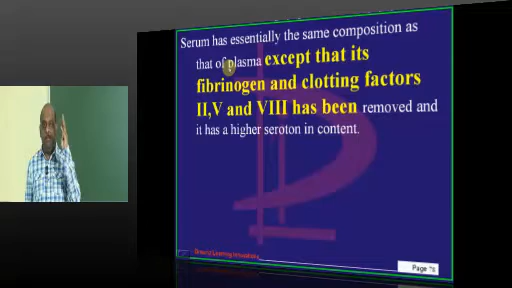 Serum has essentially the same composition as
that of plasma except that its
fibrinogen and clotting factors
II,V and VIII has been removed and
it has a higher seroton in content.
Page